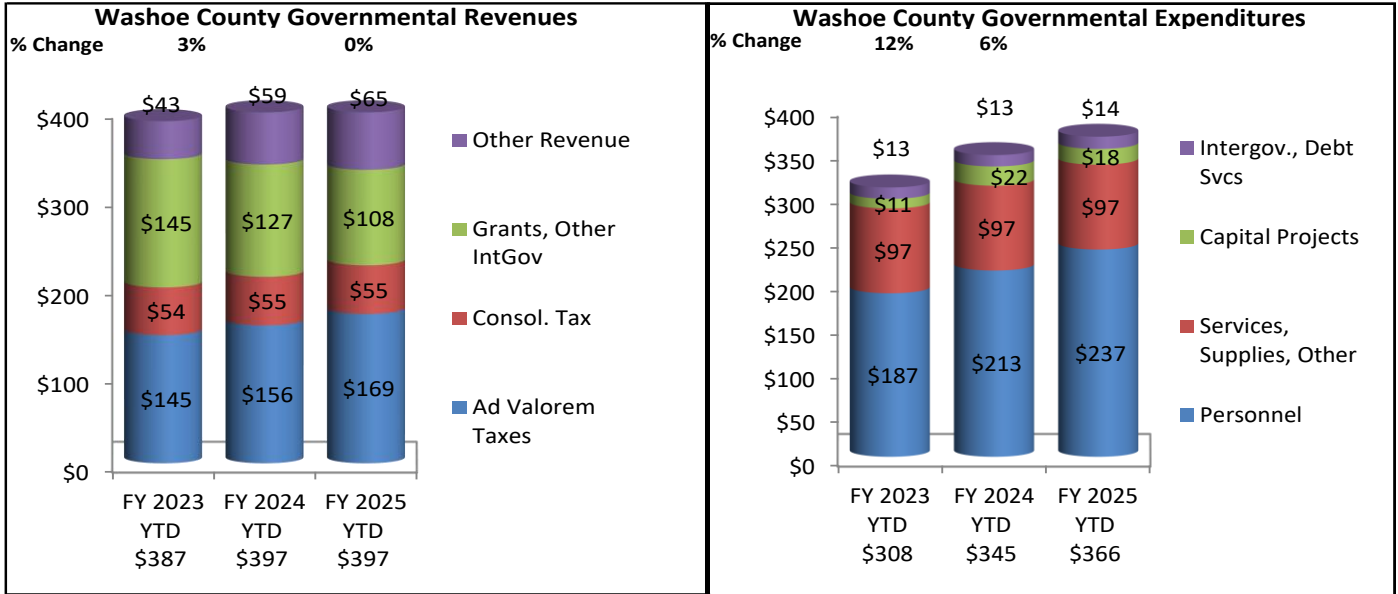 Washoe County Governmental Revenues
% Change 3% 0%
$43 $59 $65
$400
$300
$200
$100
$0
$145 $127 $108
$54 $55 $55
$145 $156 $169
Other Revenue
Grants, Other
IntGov
Consol. Tax
Ad Valorem
Taxes
FY 2023 FY 2024 FY 2025
YTD YTD YTD
$387 $397 $397
Washoe County Governmental Expenditures
% Change 12% 6%
$13 $13 $14
$400
$350
$300
$250
$200
$150
$100
$50
$0
$11 $22 $18
$97 $97 $97
$187 $213 $237
Intergov., Debt
Svcs
Capital Projects
Services,
Supplies, Other
Personnel
FY 2023 FY 2024 FY 2025
YTD YTD YTD
$308 $345 $366